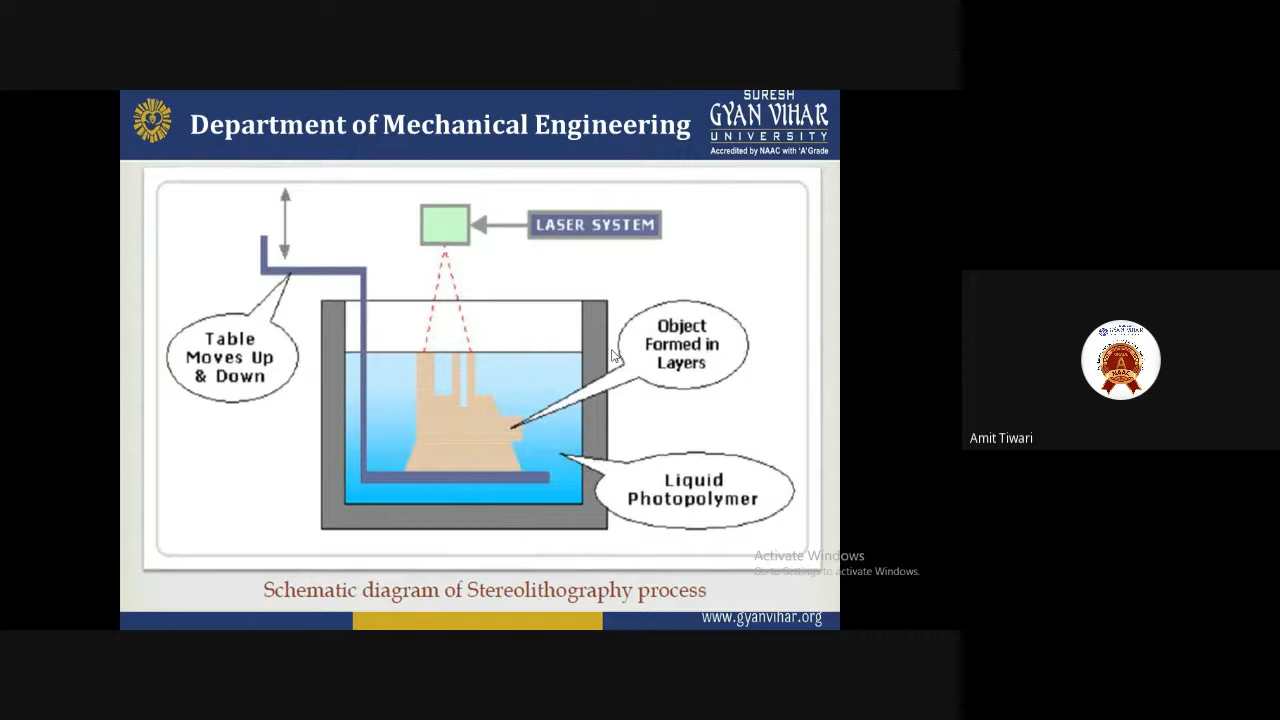 Department of Mechanical Engineering
SURESH
GYAN VIHAR
UNIVERSITY
Accredited by NAAC with 'A' Grade
LASER SYSTEM
Table
Moves Up
& Down
Object
Formed in
Layers
Liquid
Photopolymer
Amit Tiwari
Activate Windows
Go to Settings to activate Windows.
Schematic diagram of Stereolithography process
www.gyanvihar.org